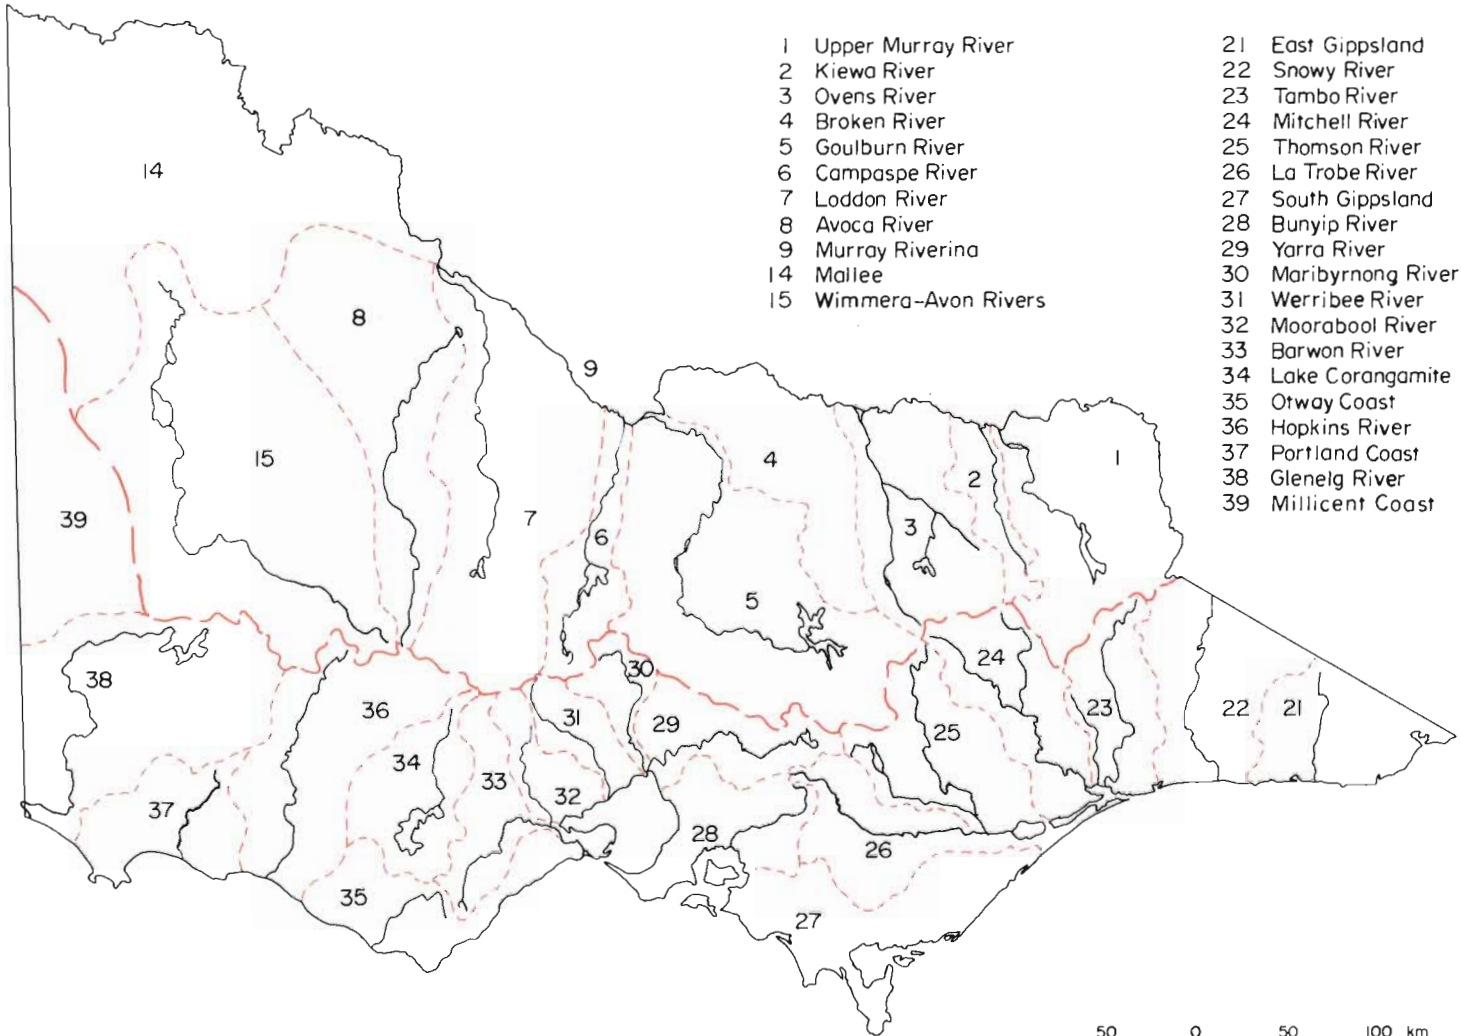 1 Upper Murray River
2 Kiewa River
3 Ovens River
4 Broken River
5 Goulburn River
6 Campaspe River
7 Loddon River
8 Avoca River
9 Murray Riverina
14 Mallee
15 Wimmera-Avon Rivers
21 East Gippsland
22 Snowy River
23 Tambo River
24 Mitchell River
25 Thomson River
26 La Trobe River
27 South Gippsland
28 Bunyip River
29 Yarra River
30 Maribyrnong River
31 Werribee River
32 Moorabool River
33 Barwon River
34 Lake Corangamite
35 Otway Coast
36 Hopkins River
37 Portland Coast
38 Glenelg River
39 Millicent Coast
14
8
9
15
4
1
2
39
7
3
6
5
24
30
38
36
31
29
23
22
21
25
34
33
32
37
28
26
35
27
50 0 50 100 km